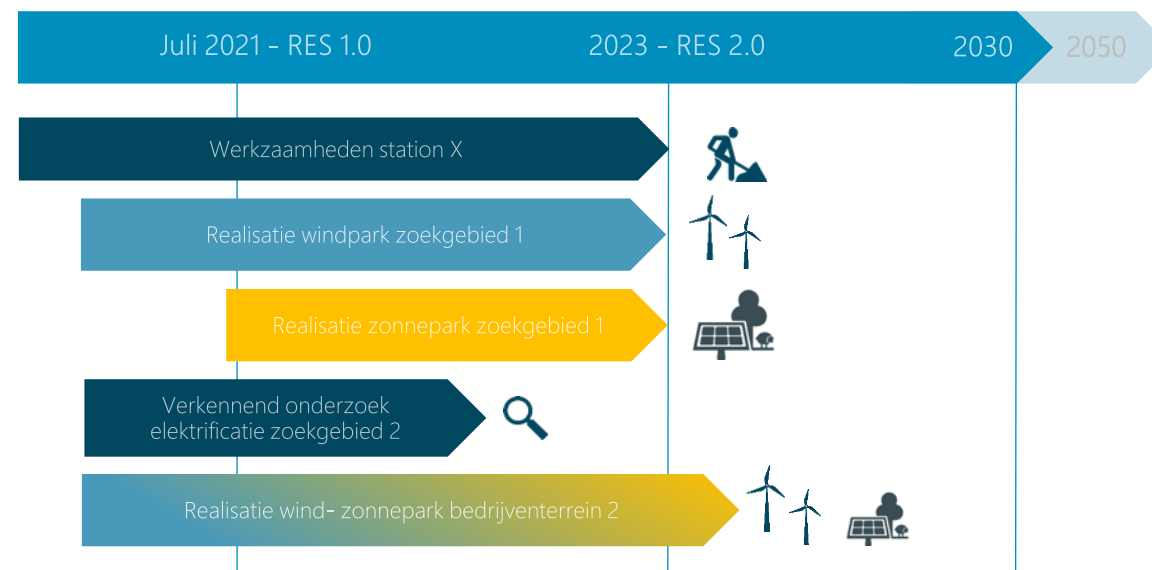 Juli 2021 - RES 1.0
2023 - RES 2.0
2030
2050
Werkzaamheden station X
Realisatie windpark zoekgebied 1
Realisatie zonnepark zoekgebied 1
Verkennend onderzoek
elektrificatie zoekgebied 2
Realisatie wind- zonnepark bedrijventerrein 2